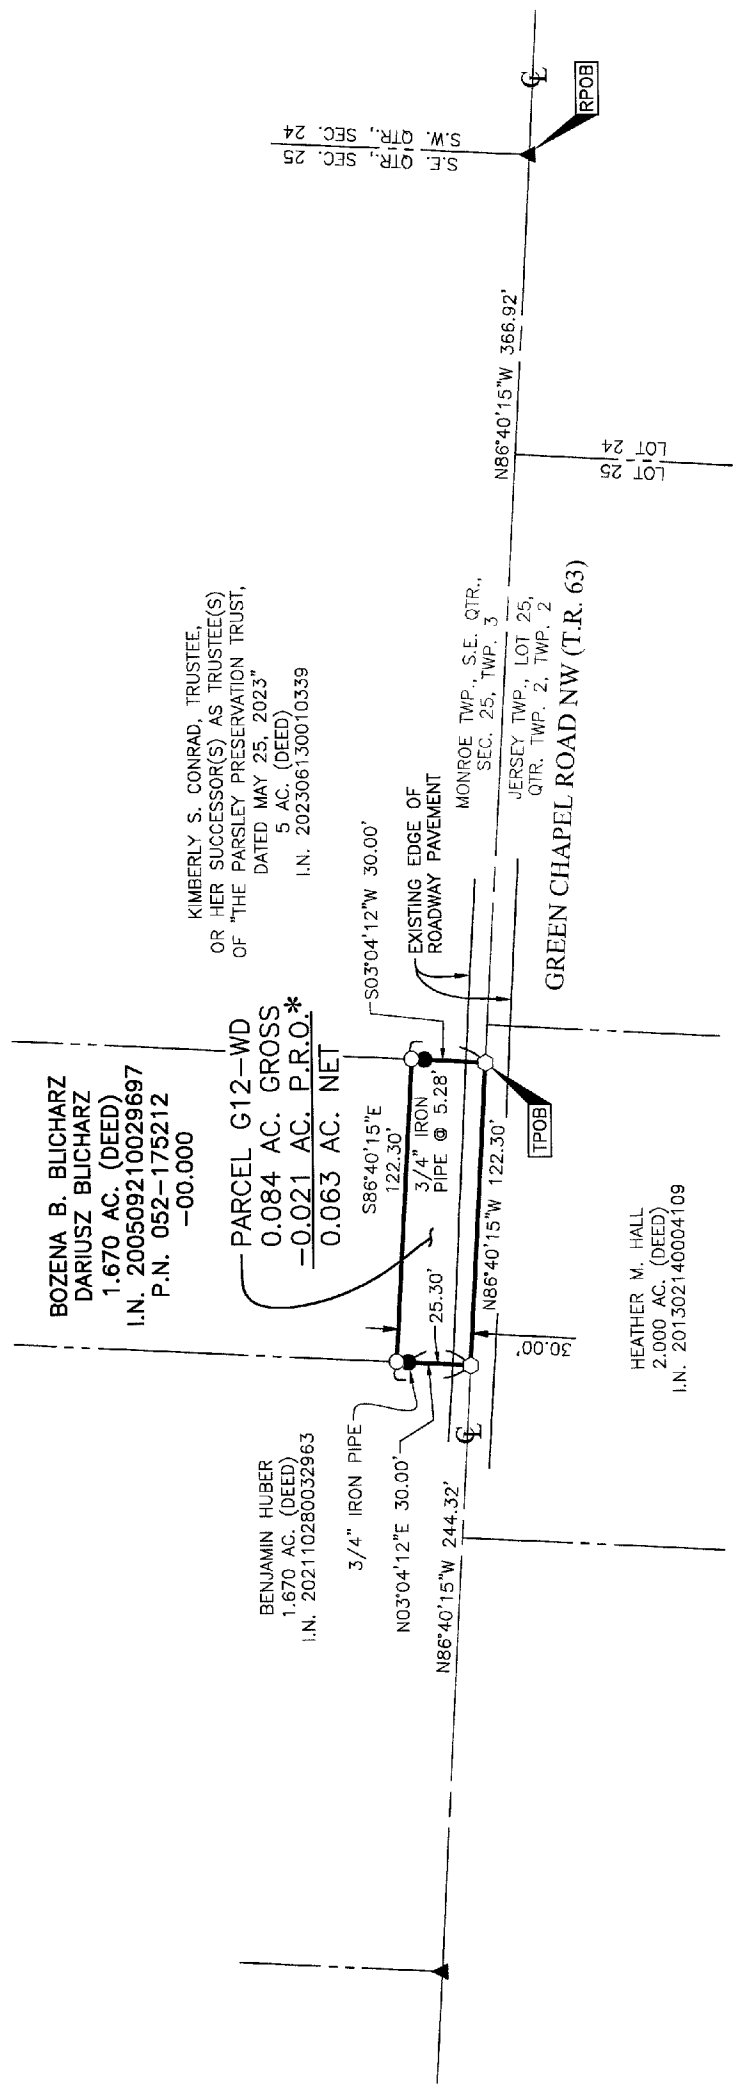 BOZENA B. BLICHARZ
DARIUSZ BLICHARZ
1.670 AC. (DEED)
I.N. 200509210029697
P.N. 052-175212
-00.000
KIMBERLY S. CONRAD, TRUSTEE,
OR HER SUCCESSOR(S) AS TRUSTEE(S)
OF "THE PARSLEY PRESERVATION TRUST,
DATED MAY 25, 2023"
5 AC. (DEED)
I.N. 202306130010339
S.E. QTR., SEC. 25
S.W. QTR., SEC. 24
PARCEL G12-WD
0.084 AC. GROSS
-0.021 AC. P.R.O.*
0.063 AC. NET
BENJAMIN HUBER
1.670 AC. (DEED)
I.N. 202110280032963
3/4" IRON PIPE
N03°04'12"E 30.00'
N86°40'15"W 244.32'
S86°40'15"E
122.30'
3/4" IRON
PIPE @ 5.28'
25.30'
S03°04'12"W 30.00'
EXISTING EDGE OF
ROADWAY PAVEMENT
MONROE TWP., S.E. QTR.,
SEC. 25, TWP. 3
JERSEY TWP., LOT 25,
QTR. TWP. 2, TWP. 2
GREEN CHAPEL ROAD NW (T.R. 63)
N86°40'15"W 366.92'
℄
RPOB
LOT 25
LOT 24
℄
N86°40'15"W 122.30'
30.00'
TPOB
HEATHER M. HALL
2.000 AC. (DEED)
I.N. 201302140004109